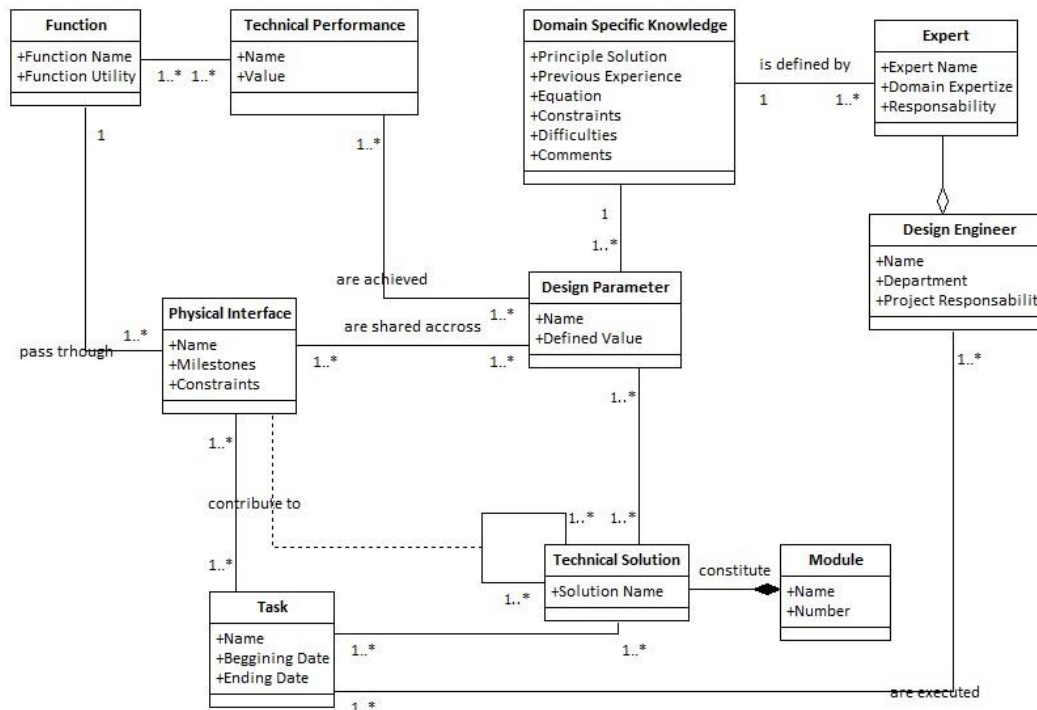 Function
+Function Name
+Function Utility
1..* 1..*
Technical Performance
+Name
+Value
Domain Specific Knowledge
+Principle Solution
+Previous Experience
+Equation
+Constraints
+Difficulties
+Comments
is defined by
1
1..*
Expert
+Expert Name
+Domain Expertize
+Responsability
1
1..*
1
1..*
Design Engineer
+Name
+Department
+Project Responsabilit
1..*
are achieved
1..*
Design Parameter
+Name
+Defined Value
Physical Interface
+Name
+Milestones
+Constraints
are shared accross
1..*
1..*
1..*
pass trhough
1..*
1..*
contribute to
1..*
1..*
1..*
1..*
Technical Solution
+Solution Name
constitute
Module
+Name
+Number
Task
+Name
+Beggining Date
+Ending Date
1..*
1..*
1..*
are executed